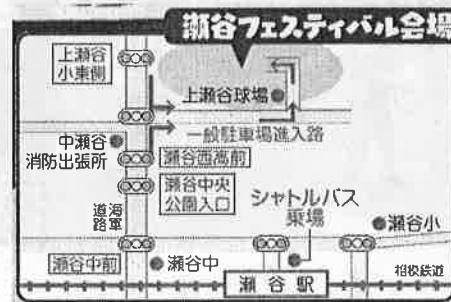 瀬谷フェスティバル会場
上瀬谷
小東側
上瀬谷球場
一般駐車場進入路
中瀬谷
消防出張所
瀬谷西高前
瀬谷中央
公園入口
シャトルバス
乗場
海軍
道路
瀬谷小
瀬谷中前
瀬谷中
瀬谷駅
相模鉄道